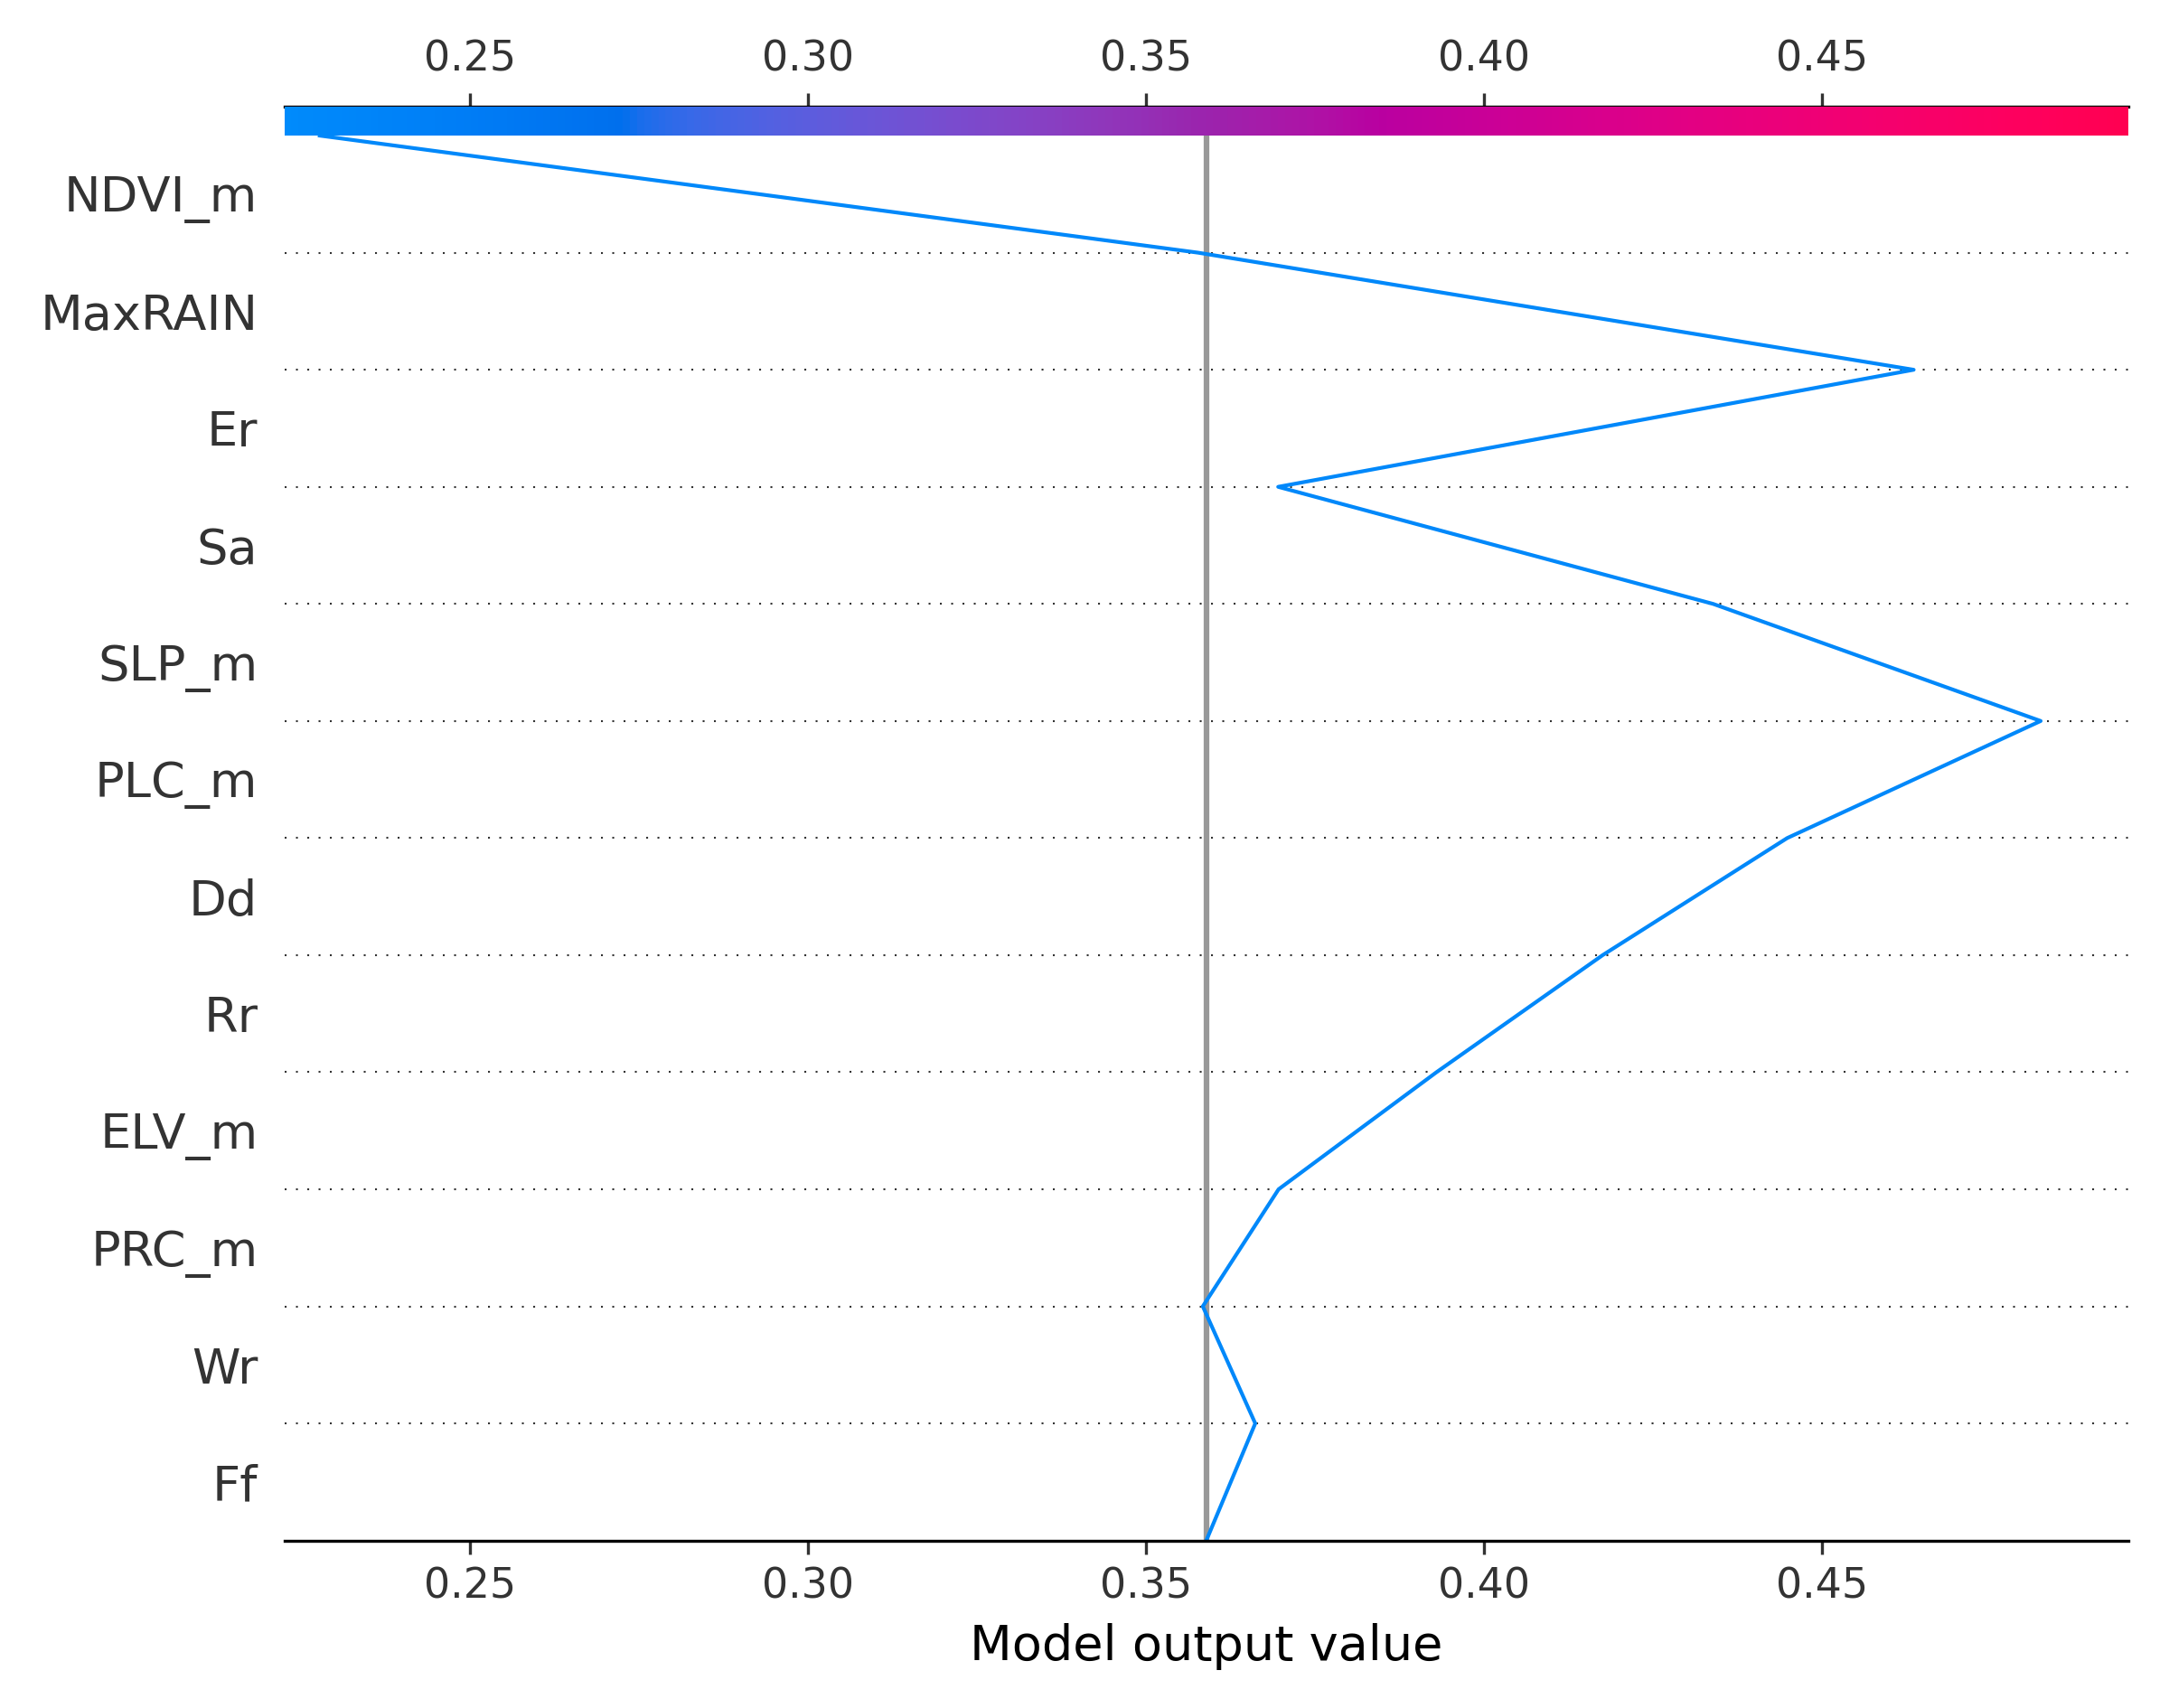 0.25 0.30 0.35 0.40 0.45
NDVI_m
MaxRAIN
Er
Sa
SLP_m
PLC_m
Dd
Rr
ELV_m
PRC_m
Wr
Ff
0.25 0.30 0.35 0.40 0.45
Model output value